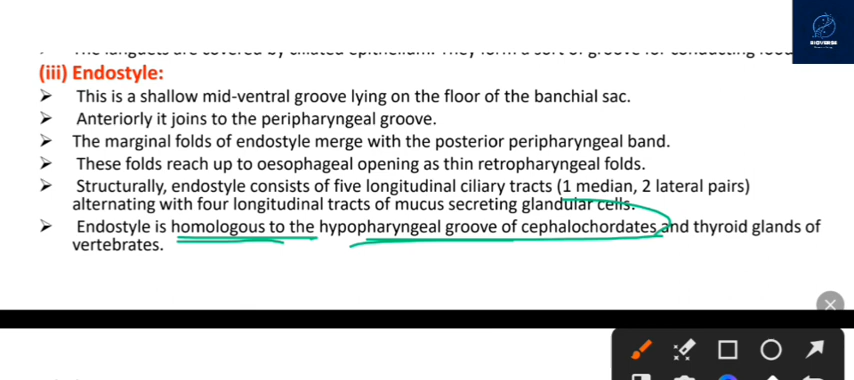 BIOVERSE
(iii) Endostyle:
➢ This is a shallow mid-ventral groove lying on the floor of the banchial sac.
➢ Anteriorly it joins to the peripharyngeal groove.
➢ The marginal folds of endostyle merge with the posterior peripharyngeal band.
➢ These folds reach up to oesophageal opening as thin retropharyngeal folds.
➢ Structurally, endostyle consists of five longitudinal ciliary tracts (1 median, 2 lateral pairs)
alternating with four longitudinal tracts of mucus secreting glandular cells.
➢ Endostyle is homologous to the hypopharyngeal groove of cephalochordates and thyroid glands of
vertebrates.